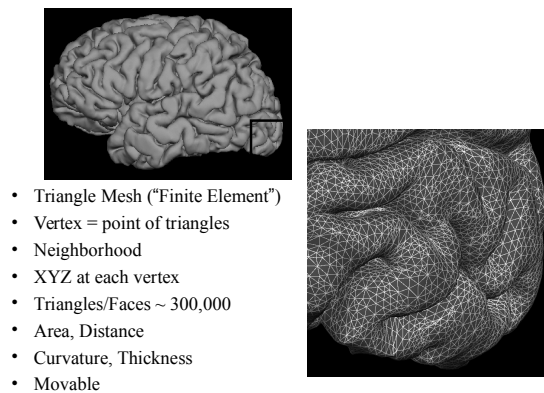 • Triangle Mesh (“Finite Element”)
• Vertex = point of triangles
• Neighborhood
• XYZ at each vertex
• Triangles/Faces ~ 300,000
• Area, Distance
• Curvature, Thickness
• Movable